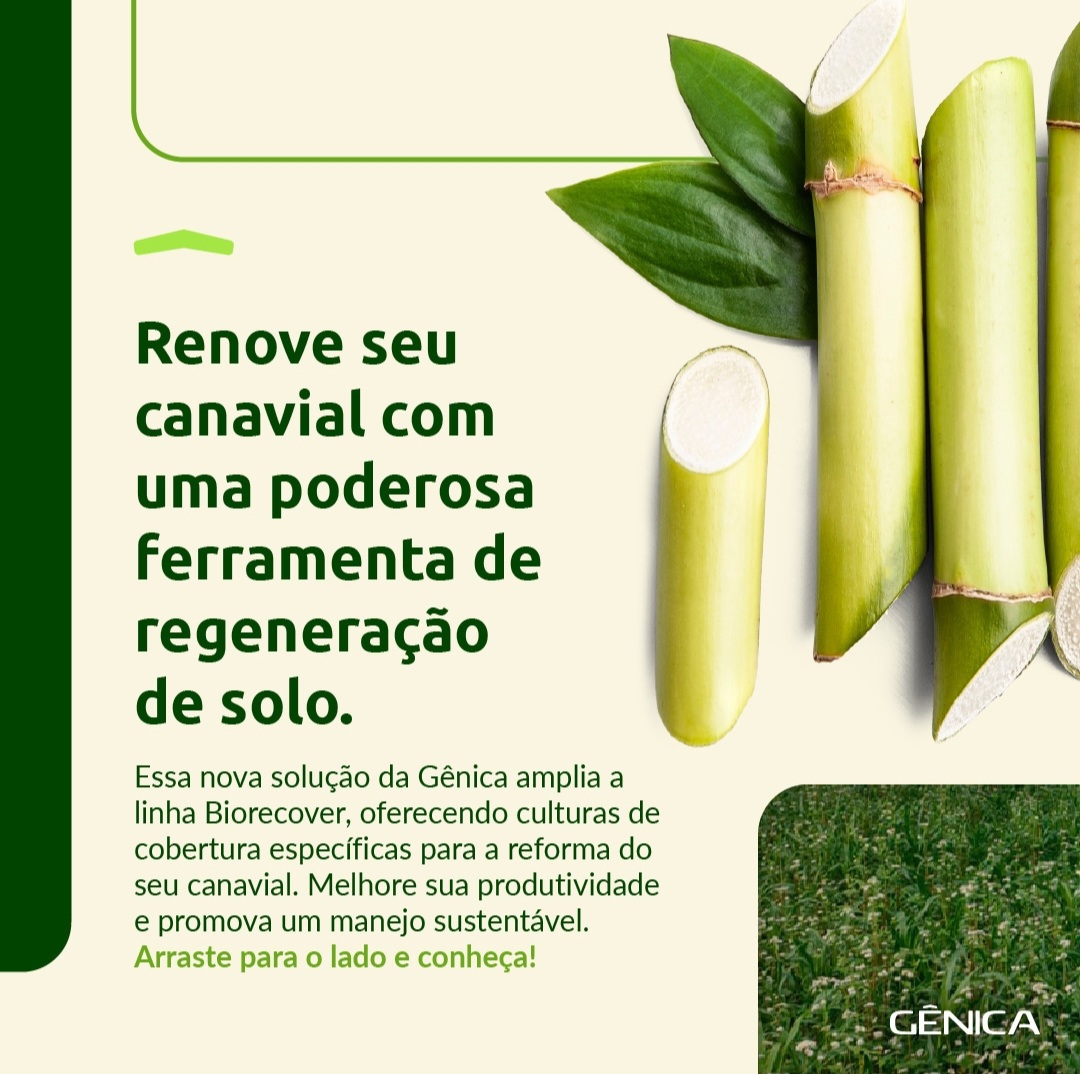 Renove seu
canavial com
uma poderosa
ferramenta de
regeneração
de solo.
Essa nova solução da Gênica amplia a
linha Biorecover, oferecendo culturas de
cobertura específicas para a reforma do
seu canavial. Melhore sua produtividade
e promova um manejo sustentável.
Arraste para o lado e conheça!
GÊNICA